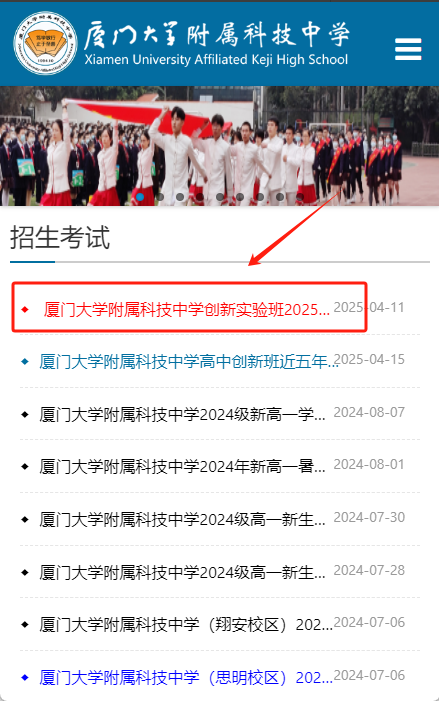 厦门大学附属科技中学
Xiamen University Affiliated Keji High School
招生考试
厦门大学附属科技中学创新实验班2025... 2025-04-11
厦门大学附属科技中学高中创新班近五年... 2025-04-15
厦门大学附属科技中学2024级新高一学... 2024-08-07
厦门大学附属科技中学2024年新高一暑... 2024-08-01
厦门大学附属科技中学2024级高一新生... 2024-07-30
厦门大学附属科技中学2024级高一新生... 2024-07-28
厦门大学附属科技中学（翔安校区）202... 2024-07-06
厦门大学附属科技中学（思明校区）202... 2024-07-06